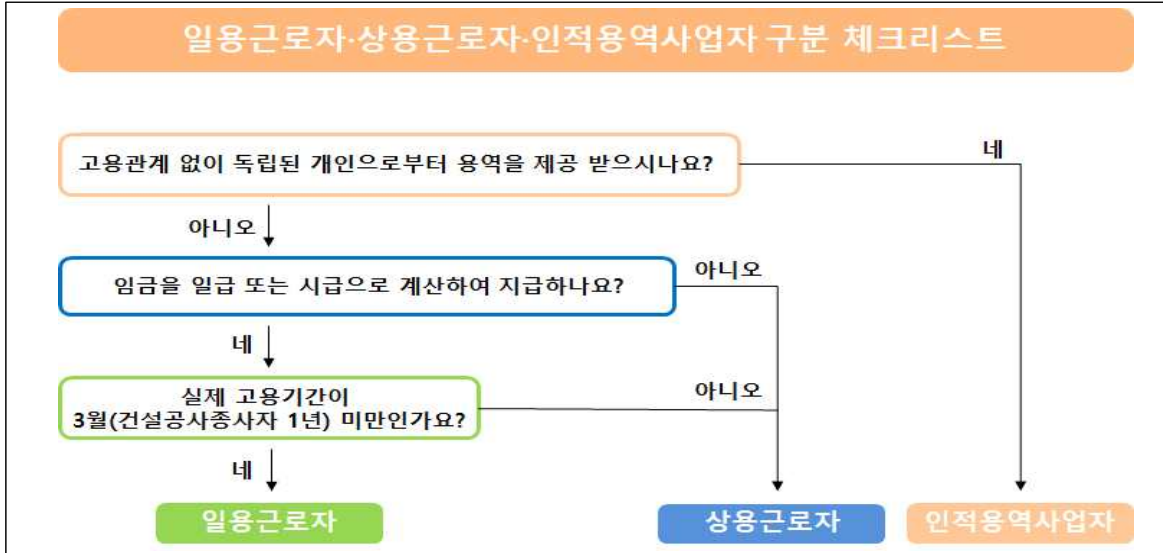 일용근로자·상용근로자·인적용역사업자 구분 체크리스트
네
고용관계 없이 독립된 개인으로부터 용역을 제공 받으시나요?
아니오
임금을 일급 또는 시급으로 계산하여 지급하나요?
아니오
네
실제 고용기간이
3월(건설공사종사자 1년) 미만인가요?
아니오
네
일용근로자
상용근로자
인적용역사업자